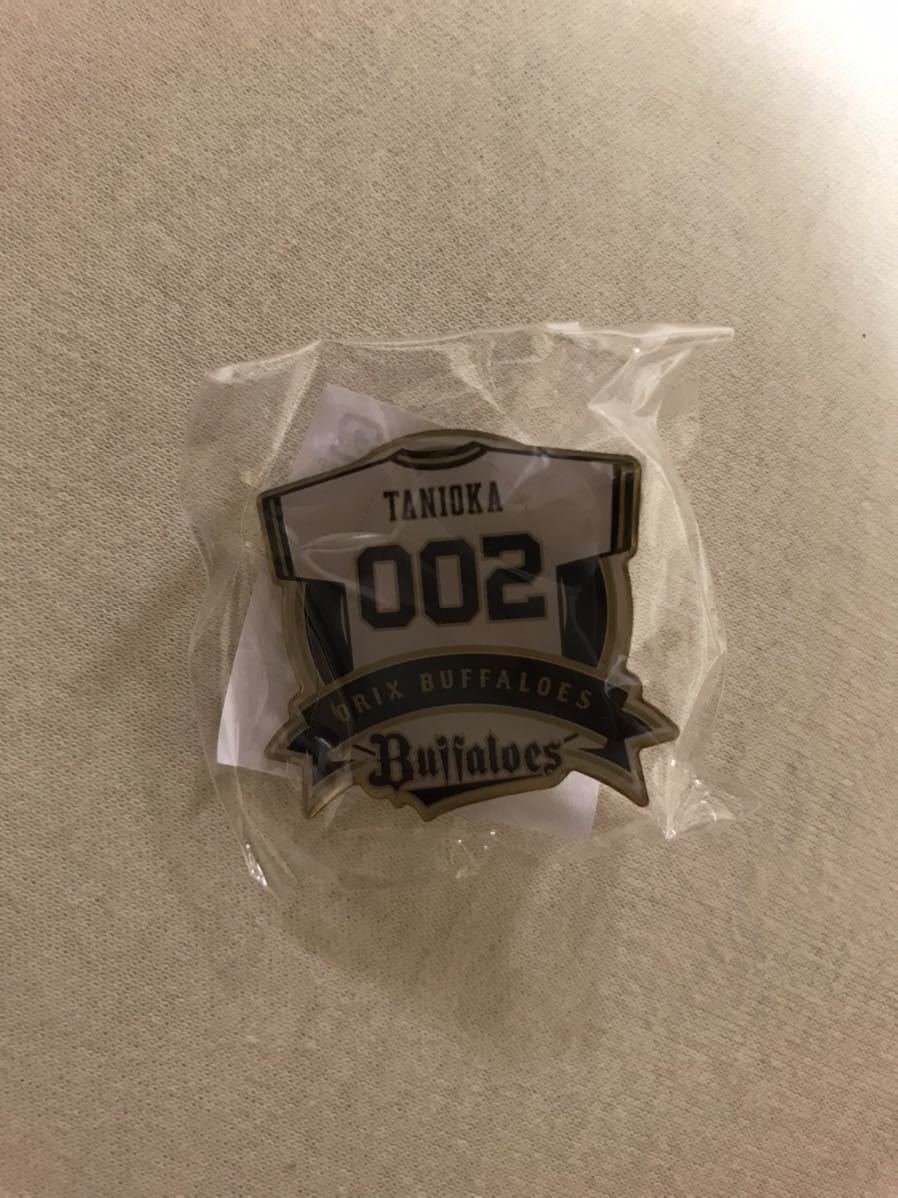 TANIOKA
002
ORIX BUFFALOES
Buffaloes